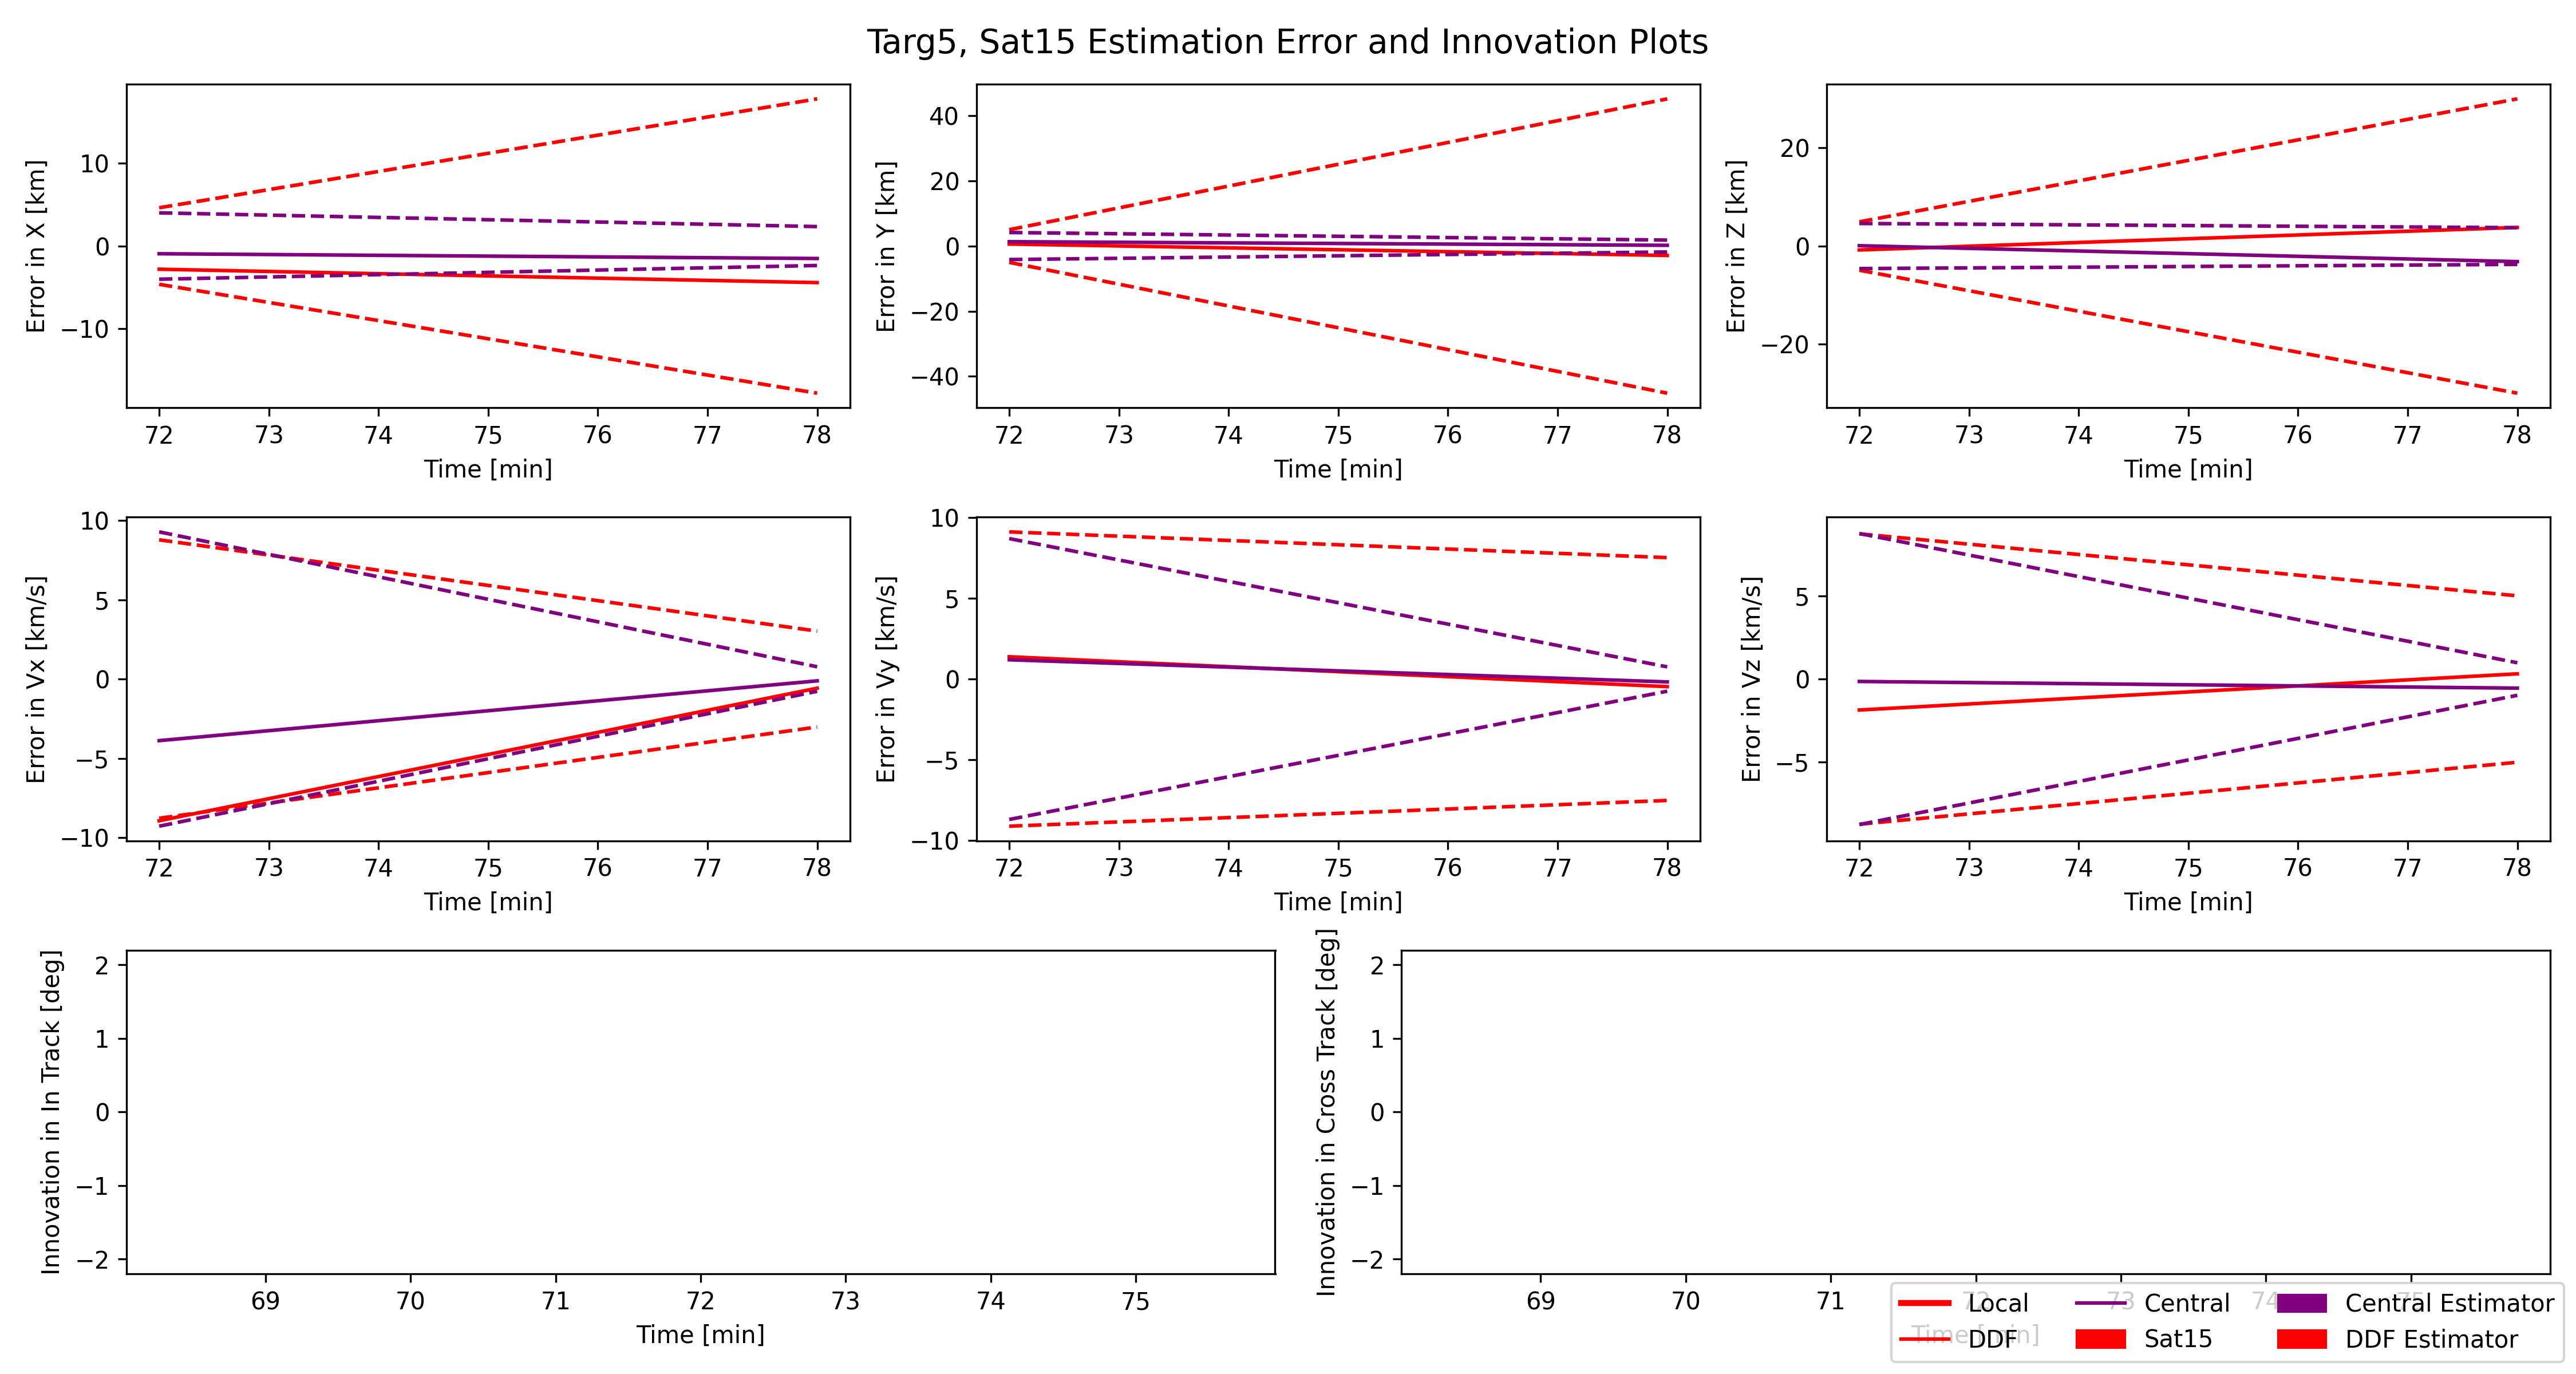 Targ5, Sat15 Estimation Error and Innovation Plots
Error in X [km]
10
0
−10
72 73 74 75 76 77 78
Time [min]
Error in Y [km]
40
20
0
−20
−40
72 73 74 75 76 77 78
Time [min]
Error in Z [km]
20
0
−20
72 73 74 75 76 77 78
Time [min]
Error in Vx [km/s]
10
5
0
−5
−10
72 73 74 75 76 77 78
Time [min]
Error in Vy [km/s]
10
5
0
−5
−10
72 73 74 75 76 77 78
Time [min]
Error in Vz [km/s]
5
0
−5
72 73 74 75 76 77 78
Time [min]
Innovation in In Track [deg]
2
1
0
−1
−2
69 70 71 72 73 74 75
Time [min]
Innovation in Cross Track [deg]
2
1
0
−1
−2
69 70 71 72 73 74 75
Time [min]
Local Central Central Estimator
DDF Sat15 DDF Estimator